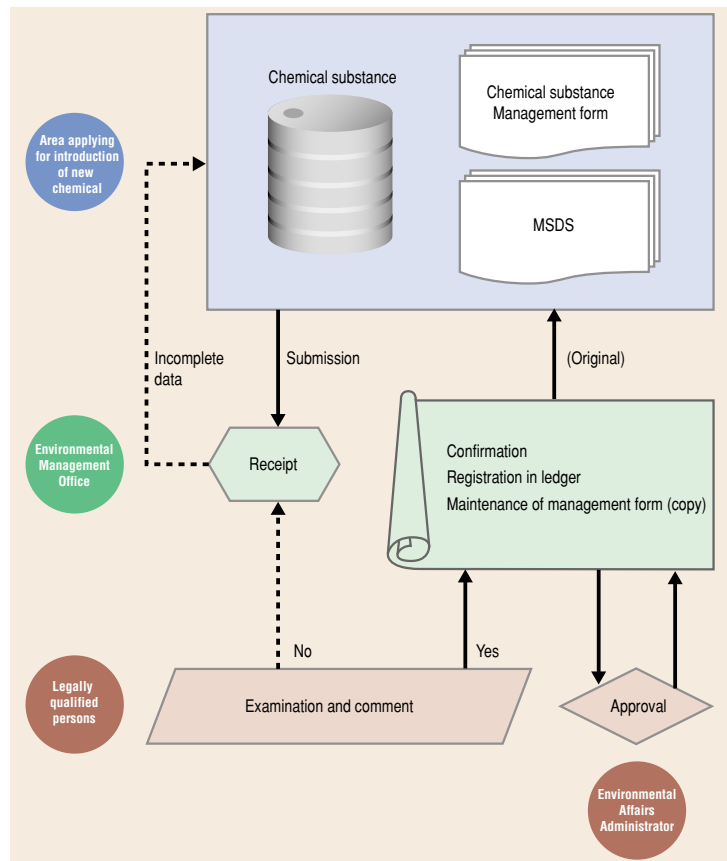 Chemical substance
Chemical substance
Management form
MSDS
Area applying
for introduction
of new
chemical
Incomplete
data
Submission
(Original)
Environmental
Management
Office
Receipt
Confirmation
Registration in ledger
Maintenance of management form (copy)
No
Yes
Legally
qualified
persons
Examination and comment
Approval
Environmental
Affairs
Administrator